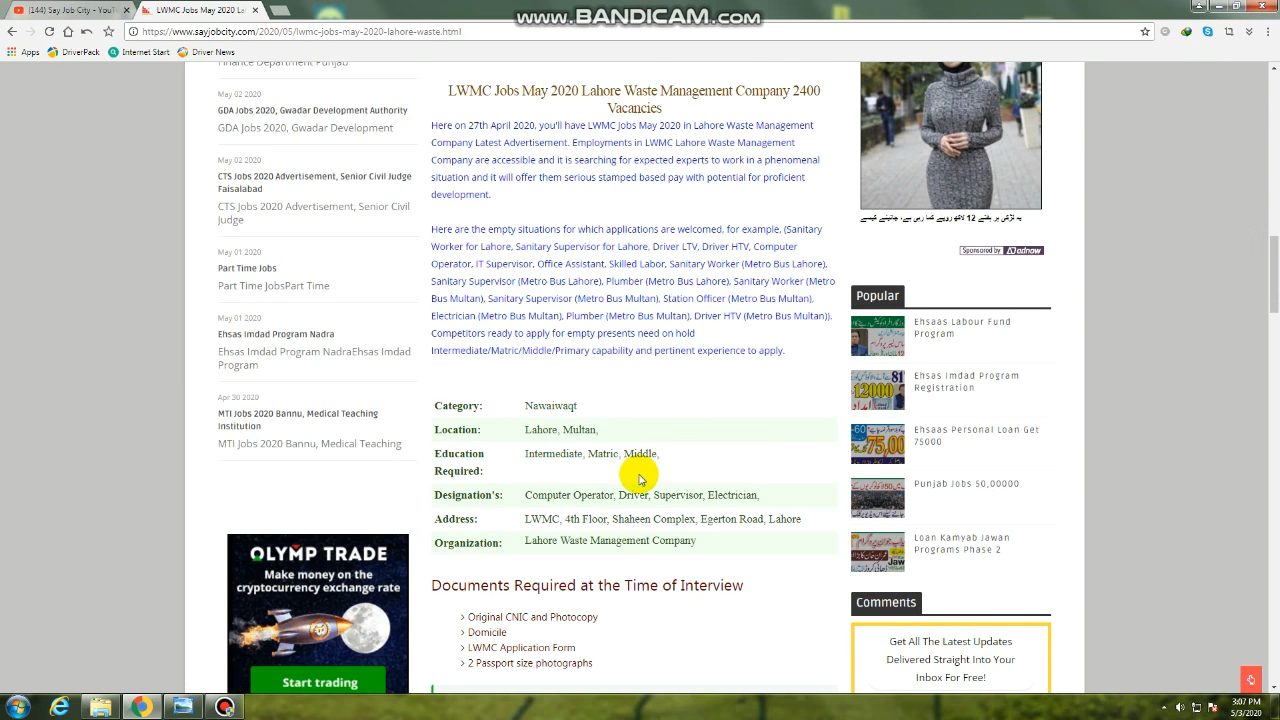 (144) Say Job City - YouT
LWMC Jobs May 2020 Lah
www.BANDICAM.com
https://www.sayjobcity.com/2020/05/lwmc-jobs-may-2020-lahore-waste.html
Apps
DriverPack
Internet Start
Driver News
Finance Department Punjab
May 02 2020
GDA Jobs 2020, Gwadar Development Authority
GDA Jobs 2020, Gwadar Development
May 02 2020
CTS Jobs 2020 Advertisement, Senior Civil Judge
Faisalabad
CTS Jobs 2020 Advertisement, Senior Civil
Judge
May 01 2020
Part Time Jobs
Part Time JobsPart Time
May 01 2020
Ehsas Imdad Program Nadra
Ehsas Imdad Program NadraEhsas Imdad
Program
Apr 30 2020
MTI Jobs 2020 Bannu, Medical Teaching
Institution
MTI Jobs 2020 Bannu, Medical Teaching
OLYMP TRADE
Make money on the
cryptocurrency exchange rate
Start trading
LWMC Jobs May 2020 Lahore Waste Management Company 2400
Vacancies
Here on 27th April 2020, you'll have LWMC Jobs May 2020 in Lahore Waste Management
Company Latest Advertisement. Employments in LWMC Lahore Waste Management
Company are accessible and it is searching for expected experts to work in a phenomenal
situation and it will offer them serious stamped based pay with potential for proficient
development.
Here are the empty situations for which applications are welcomed, for example, (Sanitary
Worker for Lahore, Sanitary Supervisor for Lahore, Driver LTV, Driver HTV, Computer
Operator, IT Supervisor, Office Assistant, Skilled Labor, Sanitary Worker (Metro Bus Lahore),
Sanitary Supervisor (Metro Bus Lahore), Plumber (Metro Bus Lahore), Sanitary Worker (Metro
Bus Multan), Sanitary Supervisor (Metro Bus Multan), Station Officer (Metro Bus Multan),
Electrician (Metro Bus Multan), Plumber (Metro Bus Multan), Driver HTV (Metro Bus Multan)).
Competitors ready to apply for empty presents need on hold
Intermediate/Matric/Middle/Primary capability and pertinent experience to apply.
Category: Nawaiwaqt
Location: Lahore, Multan,
Education Intermediate, Matric, Middle,
Required:
Designation's: Computer Operator, Driver, Supervisor, Electrician,
Address: LWMC, 4th Floor, Shaheen Complex, Egerton Road, Lahore
Organization: Lahore Waste Management Company
Documents Required at the Time of Interview
> Original CNIC and Photocopy
> Domicile
> LWMC Application Form
> 2 Passport size photographs
یہ لڑکی ہر ہفتے 12 لاکھ روپے کما رہی ہے، جانیئے کیسے
Sponsored by adnow
Popular
Ehsaas Labour Fund
Program
Ehsas Imdad Program
Registration
12000
Ehsaas Personal Loan Get
75000
Punjab Jobs 50,00000
Loan Kamyab Jawan
Programs Phase 2
Comments
Get All The Latest Updates
Delivered Straight Into Your
Inbox For Free!
3:07 PM
5/3/2020